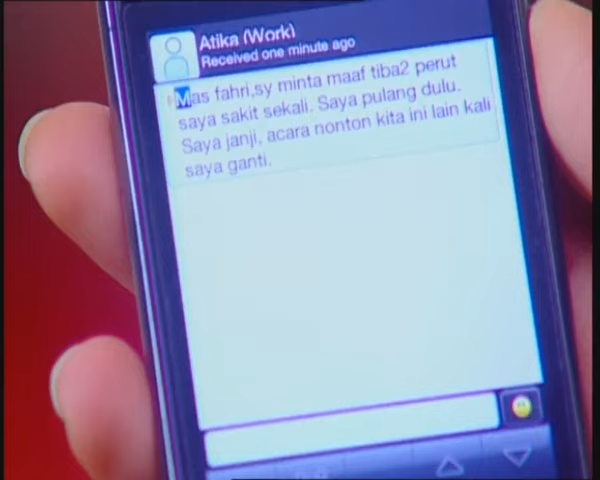 Atika (Work)
Received one minute ago
Mas fahri,sy minta maaf tiba2 perut
saya sakit sekali. Saya pulang dulu.
Saya janji, acara nonton kita ini lain kali
saya ganti.